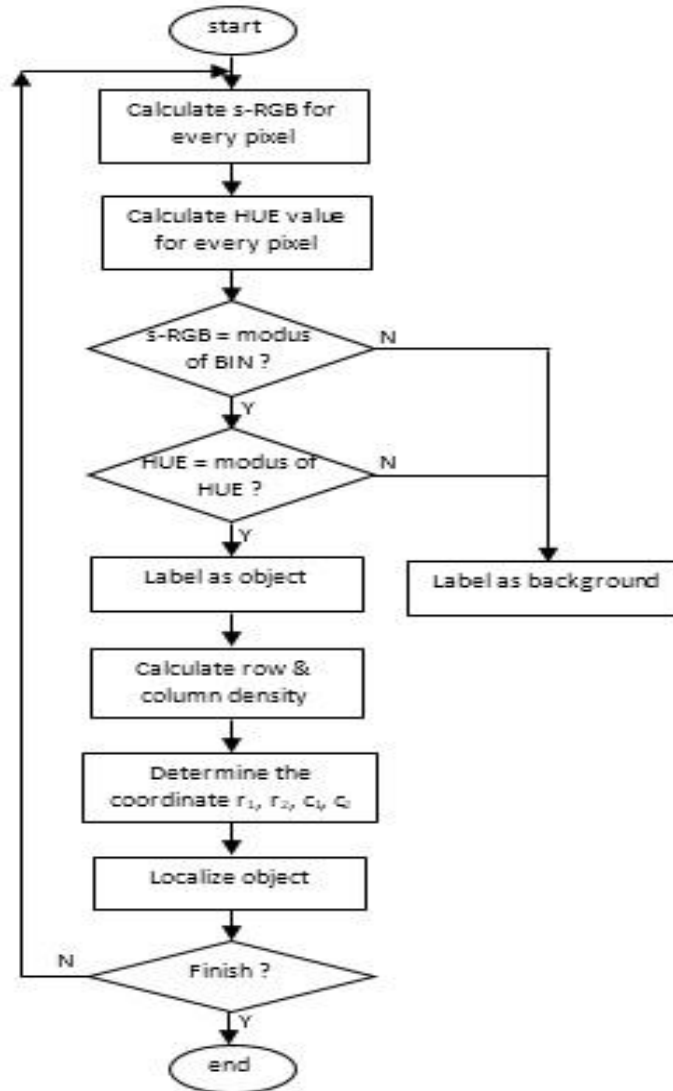 start
Calculate s-RGB for
every pixel
Calculate HUE value
for every pixel
s-RGB = modus
of BIN ?
N
Y
HUE = modus of
HUE ?
N
Y
Label as object
Label as background
Calculate row &
column density
Determine the
coordinate r₁, r₂, c₁, c₂
Localize object
Finish ?
N
Y
end